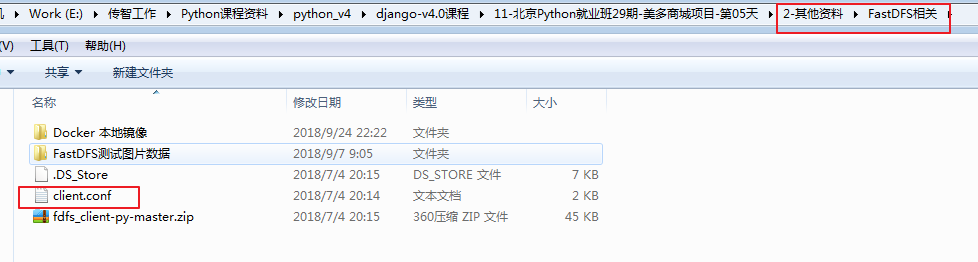 Work (E:) 传智工作 Python课程资料 python_v4 django-v4.0课程 11-北京Python就业班29期-美多商城项目-第05天 2-其他资料 FastDFS相关
(V) 工具(T) 帮助(H)
共享 新建文件夹
名称 修改日期 类型 大小
Docker 本地镜像 2018/9/24 22:22 文件夹
FastDFS测试图片数据 2018/9/7 9:05 文件夹
.DS_Store 2018/7/4 20:15 DS_STORE 文件 7 KB
client.conf 2018/7/4 20:14 文本文档 2 KB
fdfs_client-py-master.zip 2018/7/4 20:15 360压缩 ZIP 文件 45 KB